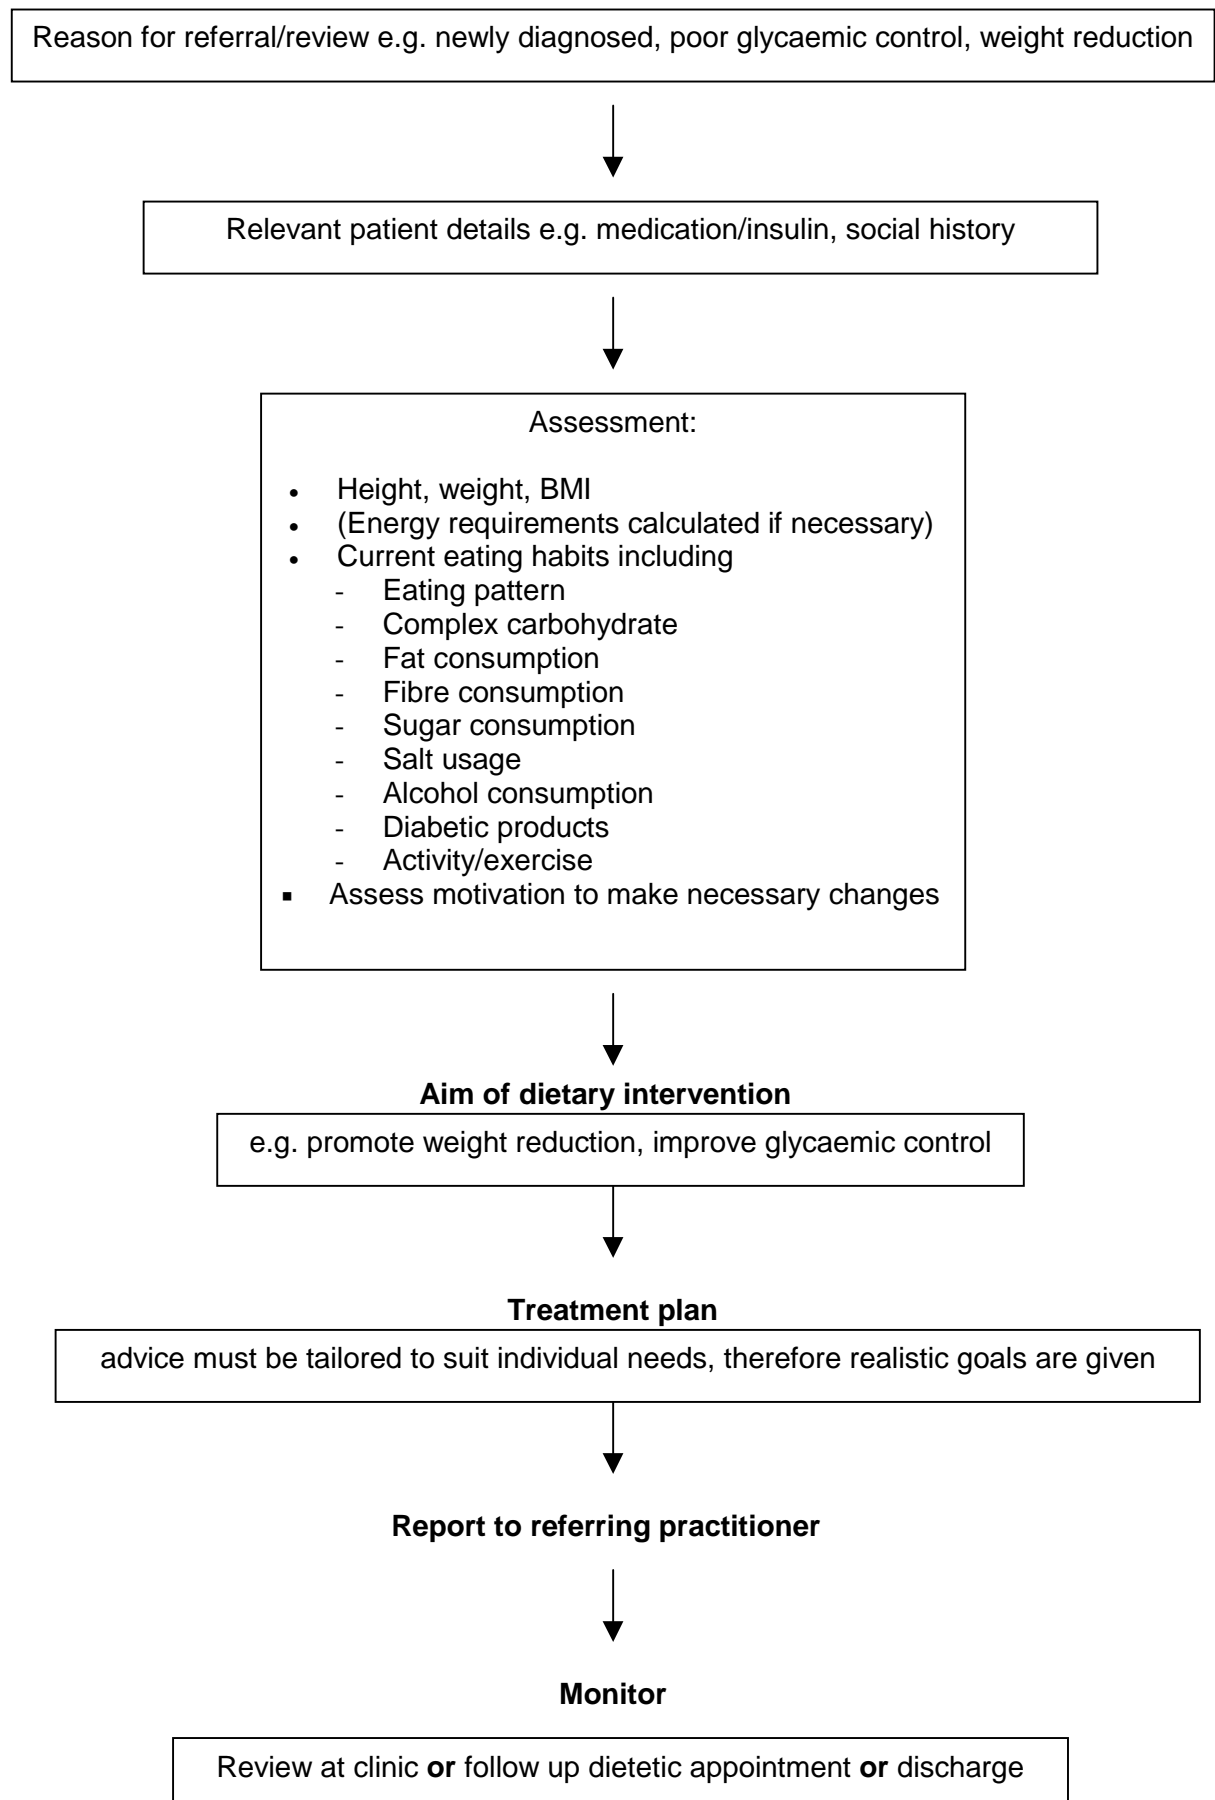 Reason for referral/review e.g. newly diagnosed, poor glycaemic control, weight reduction
Relevant patient details e.g. medication/insulin, social history
Assessment:
• Height, weight, BMI
• (Energy requirements calculated if necessary)
• Current eating habits including
- Eating pattern
- Complex carbohydrate
- Fat consumption
- Fibre consumption
- Sugar consumption
- Salt usage
- Alcohol consumption
- Diabetic products
- Activity/exercise
▪ Assess motivation to make necessary changes
Aim of dietary intervention
e.g. promote weight reduction, improve glycaemic control
Treatment plan
advice must be tailored to suit individual needs, therefore realistic goals are given
Report to referring practitioner
Monitor
Review at clinic or follow up dietetic appointment or discharge